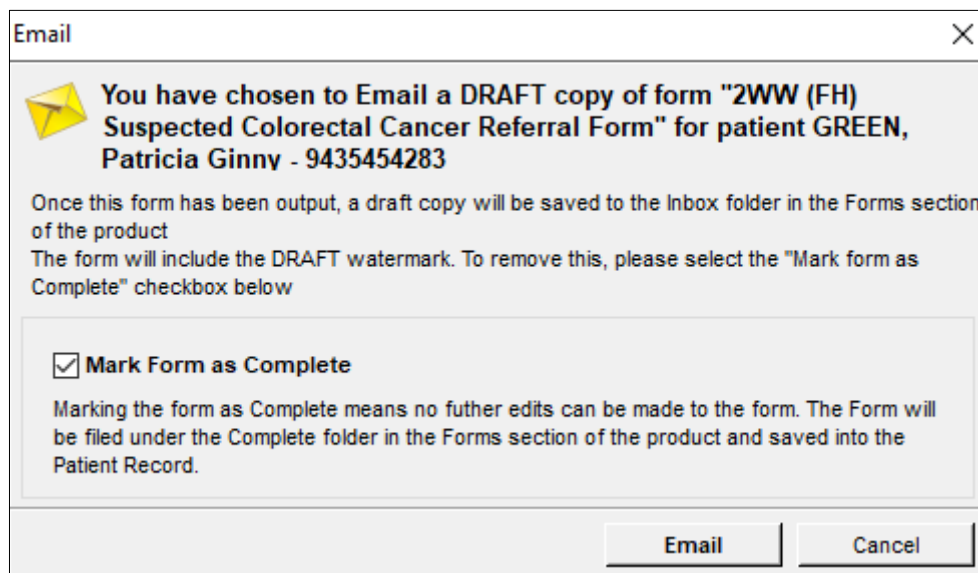 Email
You have chosen to Email a DRAFT copy of form "2WW (FH)
Suspected Colorectal Cancer Referral Form" for patient GREEN,
Patricia Ginny - 9435454283
Once this form has been output, a draft copy will be saved to the Inbox folder in the Forms section
of the product
The form will include the DRAFT watermark. To remove this, please select the "Mark form as
Complete" checkbox below
Mark Form as Complete
Marking the form as Complete means no futher edits can be made to the form. The Form will
be filed under the Complete folder in the Forms section of the product and saved into the
Patient Record.
Email
Cancel